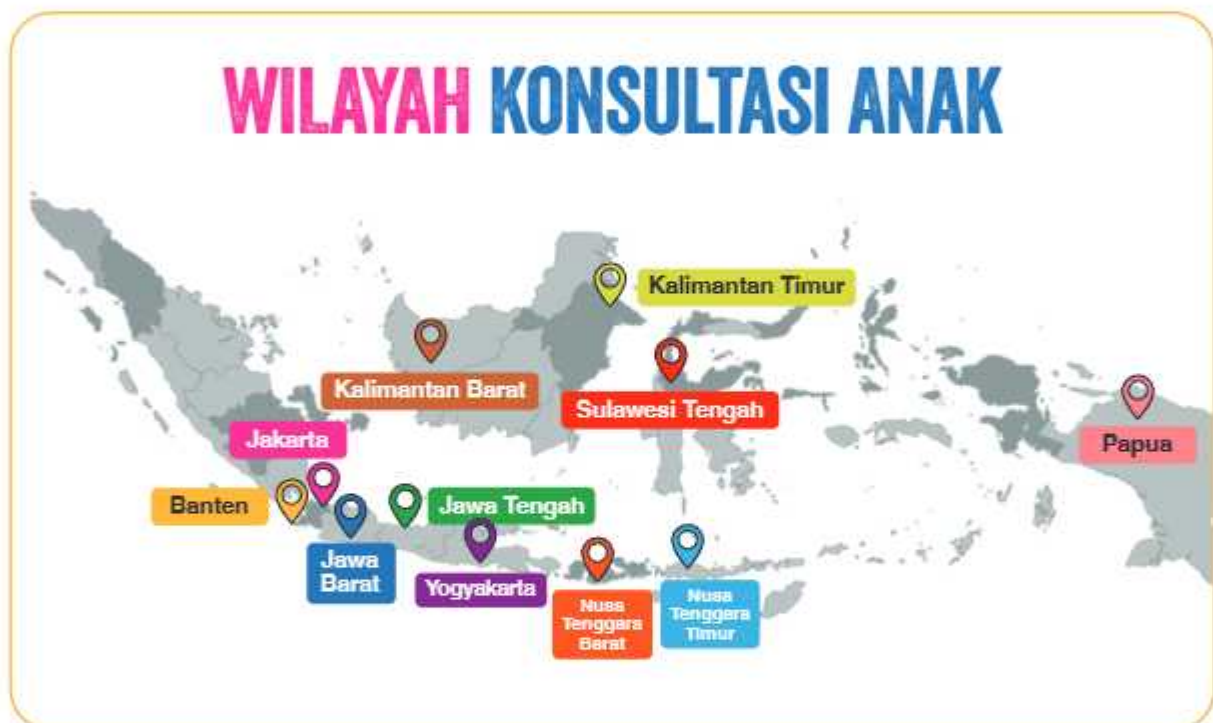 WILAYAH KONSULTASI ANAK
Kalimantan Timur
Kalimantan Barat
Sulawesi Tengah
Jakarta
Papua
Banten
Jawa Tengah
Jawa
Barat
Yogyakarta
Nusa
Tenggara
Barat
Nusa
Tenggara
Timur